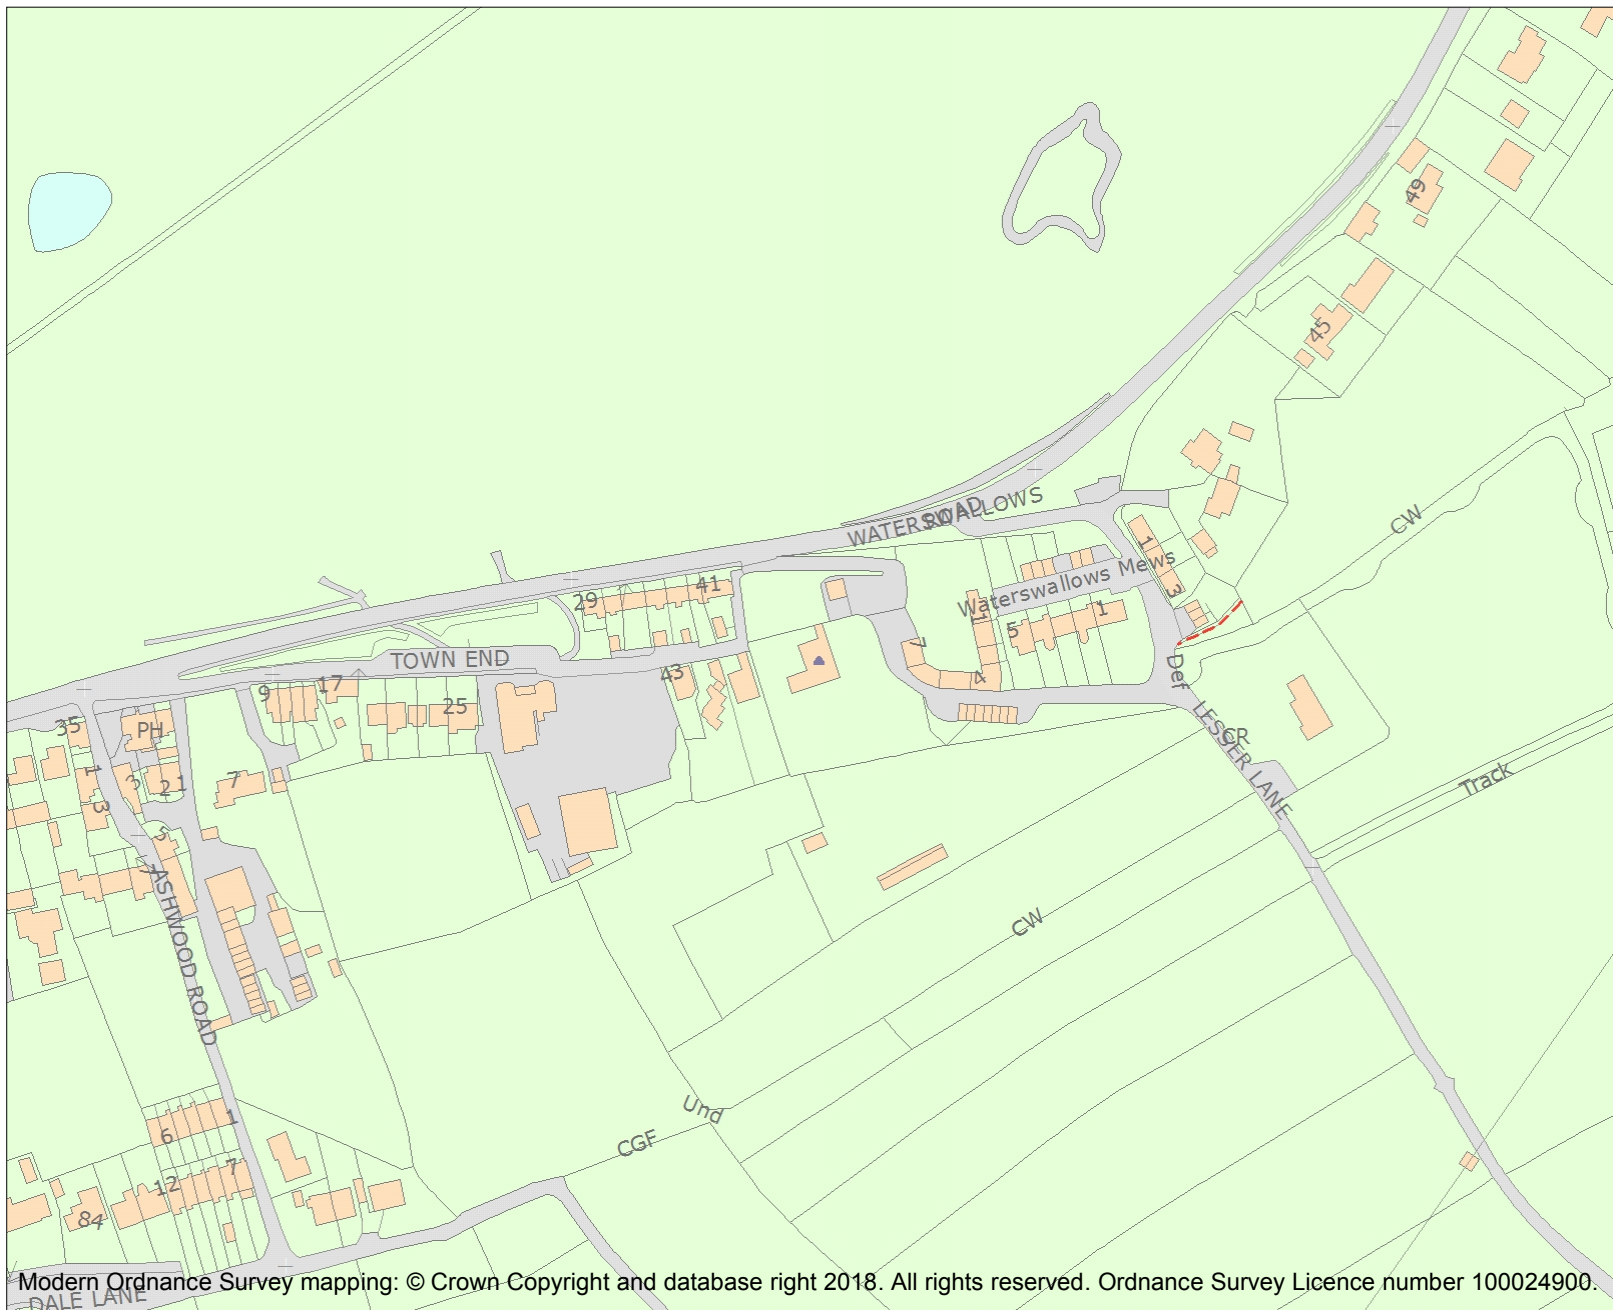 49
45
CW
WATERSWALLOWS
ROAD
1
Waterswallows Mews
3
41
29
1
1
5
7
4
43
TOWN END
Def
9
17
25
35
PH
LESSER LANE
CR
1
3
3
2
1
7
Track
5
7
ASHWOOD ROAD
CW
Und
CGF
1
6
7
12
84
Modern Ordnance Survey mapping: © Crown Copyright and database right 2018. All rights reserved. Ordnance Survey Licence number 100024900.
DALE LANE